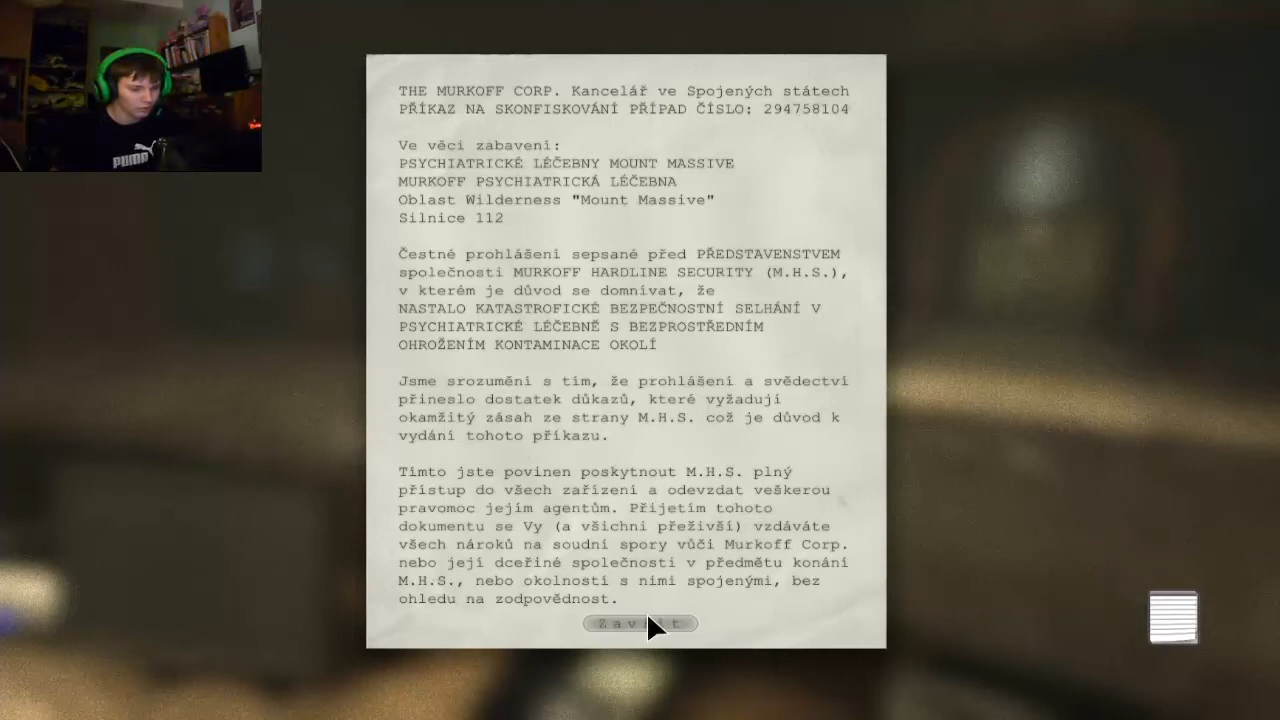 PUMA
THE MURKOFF CORP. Kancelář ve Spojených státech
PŘÍKAZ NA SKONFISKOVÁNÍ PŘÍPAD ČÍSLO: 294758104
Ve věci zabavení:
PSYCHIATRICKÉ LÉČEBNY MOUNT MASSIVE
MURKOFF PSYCHIATRICKÁ LÉČEBNA
Oblast Wilderness "Mount Massive"
Silnice 112
Čestné prohlášení sepsané před PŘEDSTAVENSTVEM
společnosti MURKOFF HARDLINE SECURITY (M.H.S.),
v kterém je důvod se domnívat, že
NASTALO KATASTROFICKÉ BEZPEČNOSTNÍ SELHÁNÍ V
PSYCHIATRICKÉ LÉČEBNĚ S BEZPROSTŘEDNÍM
OHROŽENÍM KONTAMINACE OKOLÍ
Jsme srozuměni s tím, že prohlášení a svědectví
přineslo dostatek důkazů, které vyžadují
okamžitý zásah ze strany M.H.S. což je důvod k
vydání tohoto příkazu.
Tímto jste povinen poskytnout M.H.S. plný
přístup do všech zařízení a odevzdat veškerou
pravomoc jejím agentům. Přijetím tohoto
dokumentu se Vy (a všichni přeživší) vzdáváte
všech nároků na soudní spory vůči Murkoff Corp.
nebo její dceřiné společnosti v předmětu konání
M.H.S., nebo okolností s nimi spojenými, bez
ohledu na zodpovědnost.
Zavřít